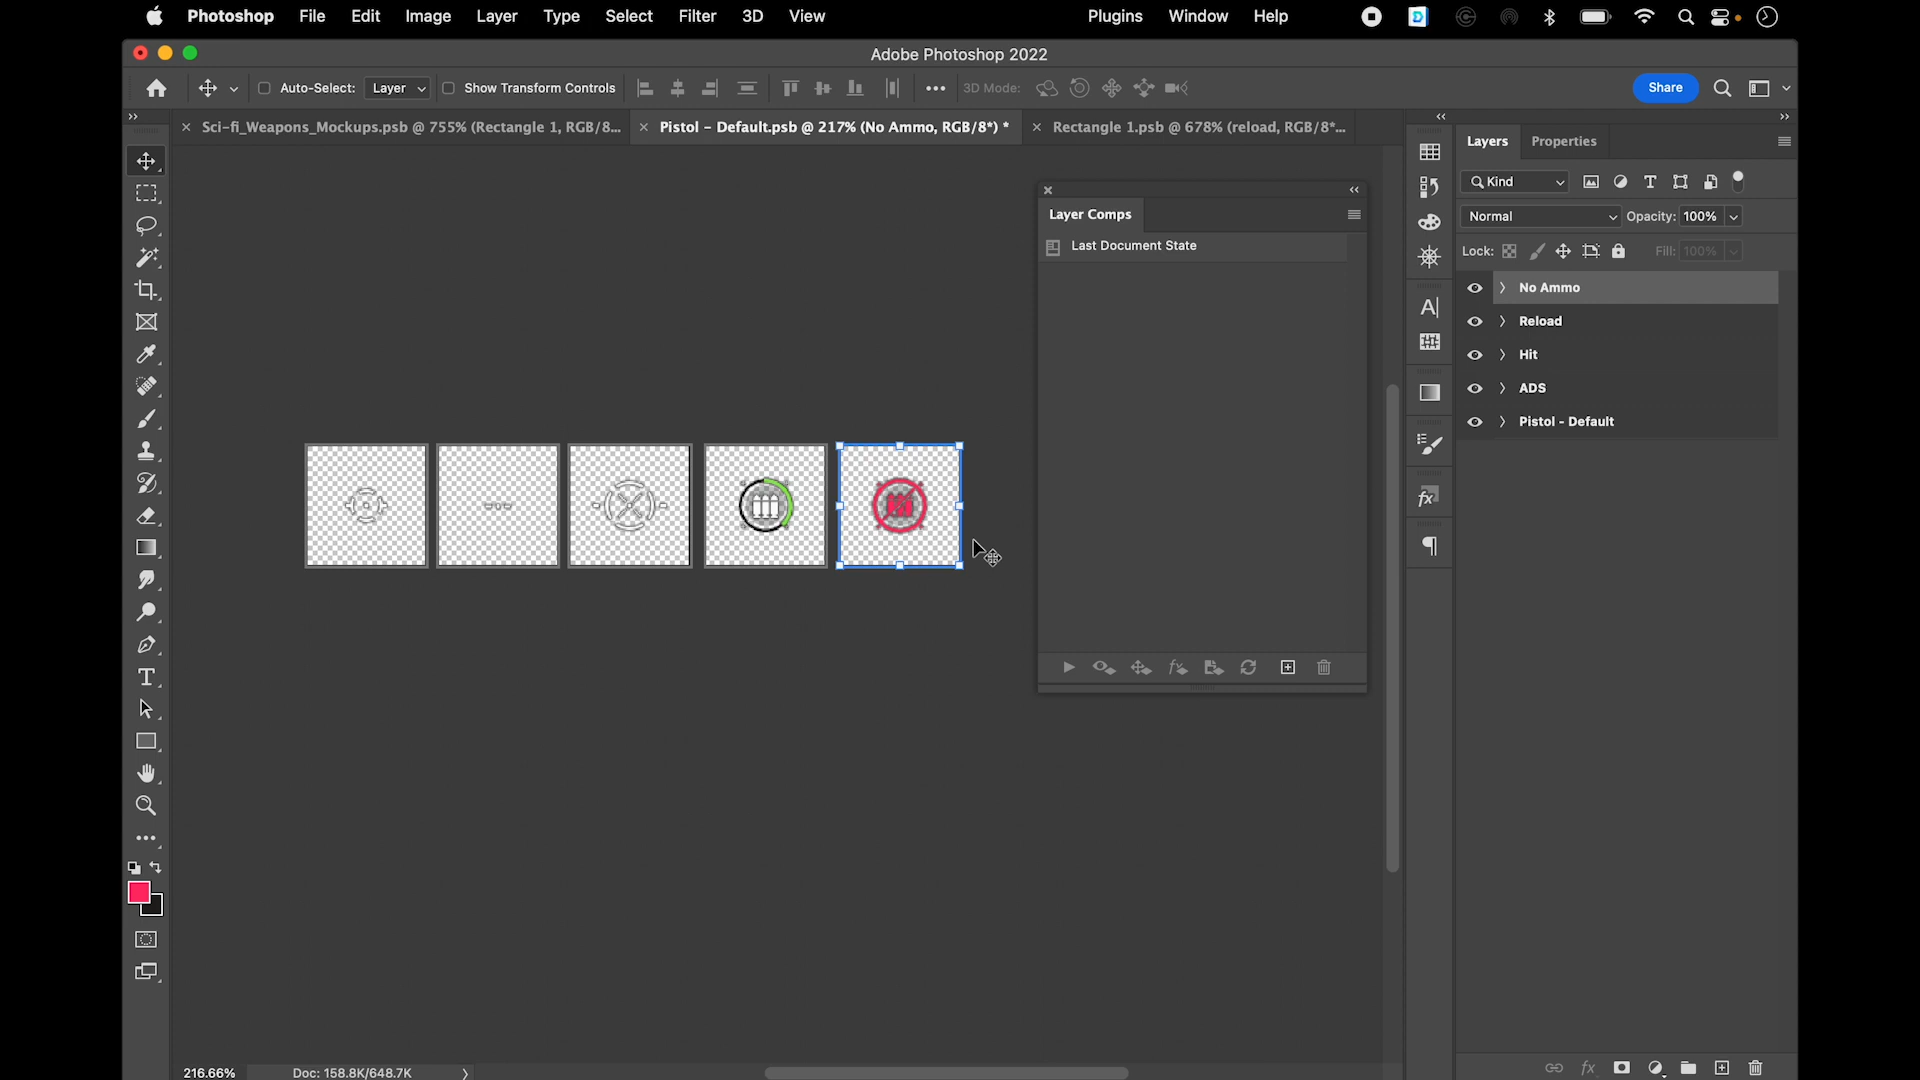 Photoshop File Edit Image Layer Type Select Filter 3D View Plugins Window Help
Adobe Photoshop 2022
Auto-Select: Layer Show Transform Controls 3D Mode: Share
Sci-fi_Weapons_Mockups.psb @ 755% (Rectangle 1, RGB/8... Pistol - Default.psb @ 217% (No Ammo, RGB/8*) * Rectangle 1.psb @ 678% (reload, RGB/8*...
Layer Comps
Last Document State
Layers Properties
Kind
Normal Opacity: 100%
Lock: Fill: 100%
No Ammo
Reload
Hit
ADS
Pistol - Default
216.66% Doc: 158.8K/648.7K